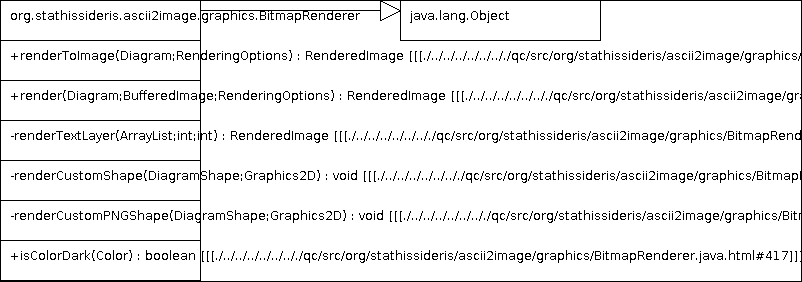 org.stathissideris.ascii2image.graphics.BitmapRenderer
java.lang.Object
+renderToImage(Diagram;RenderingOptions) : RenderedImage [[[./../../../../../../../qc/src/org/stathissideris/ascii2image/graphics/
+render(Diagram;BufferedImage;RenderingOptions) : RenderedImage [[[./../../../../../../../qc/src/org/stathissideris/ascii2image/gra
-renderTextLayer(ArrayList;int;int) : RenderedImage [[[./../../../../../../../qc/src/org/stathissideris/ascii2image/graphics/BitmapRend
-renderCustomShape(DiagramShape;Graphics2D) : void [[[./../../../../../../../qc/src/org/stathissideris/ascii2image/graphics/Bitmap
-renderCustomPNGShape(DiagramShape;Graphics2D) : void [[[./../../../../../../../qc/src/org/stathissideris/ascii2image/graphics/Bit
+isColorDark(Color) : boolean [[[./../../../../../../../qc/src/org/stathissideris/ascii2image/graphics/BitmapRenderer.java.html#417]]]